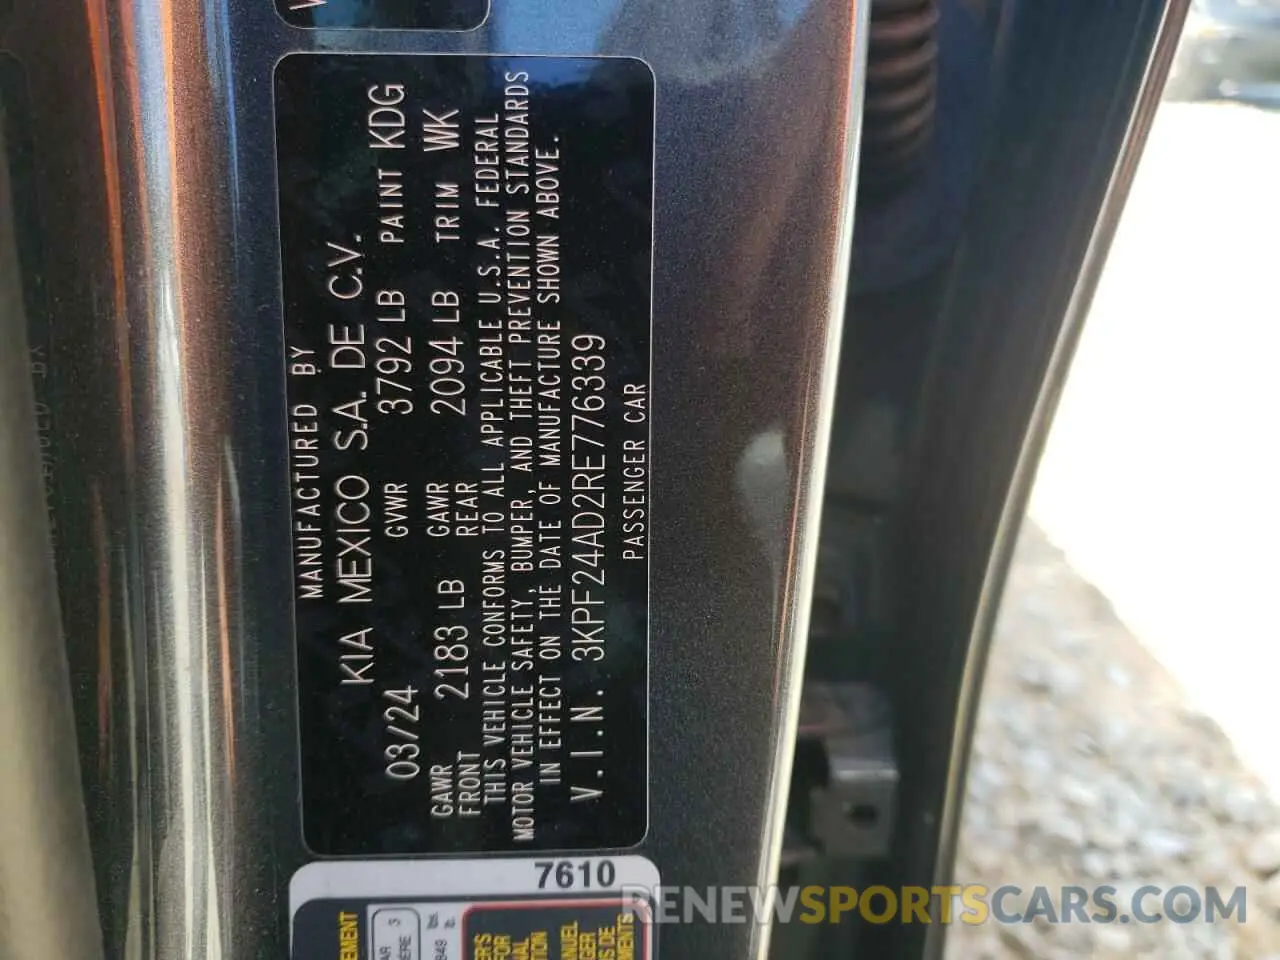 MANUFACTURED BY
KIA MEXICO S.A. DE C.V.
03/24 GVWR 3792 LB PAINT KDG
GAWR FRONT 2183 LB GAWR REAR 2094 LB TRIM WK
THIS VEHICLE CONFORMS TO ALL APPLICABLE U.S.A. FEDERAL
MOTOR VEHICLE SAFETY, BUMPER, AND THEFT PREVENTION STANDARDS
IN EFFECT ON THE DATE OF MANUFACTURE SHOWN ABOVE.
V.I.N. 3KPF24AD2RE776339
PASSENGER CAR
7610
RENEWSPORTSCARS.COM